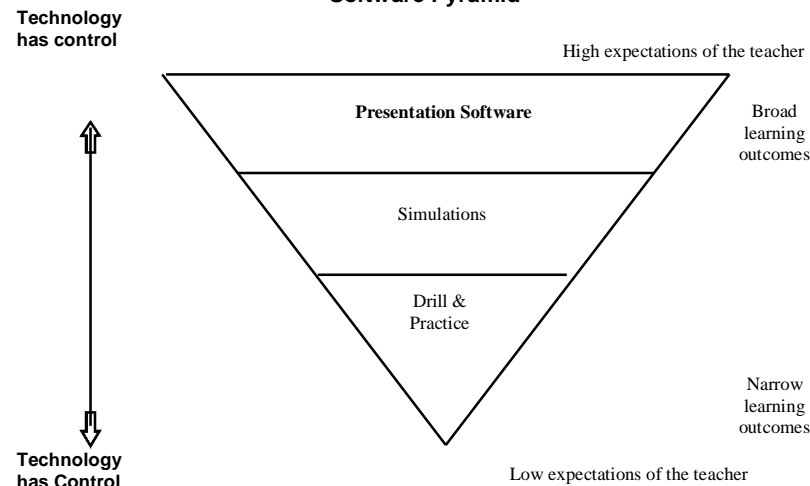 Software Pyramid
Technology
has control
High expectations of the teacher
Presentation Software
Broad
learning
outcomes
Simulations
Drill &
Practice
Narrow
learning
outcomes
Technology
has Control
Low expectations of the teacher